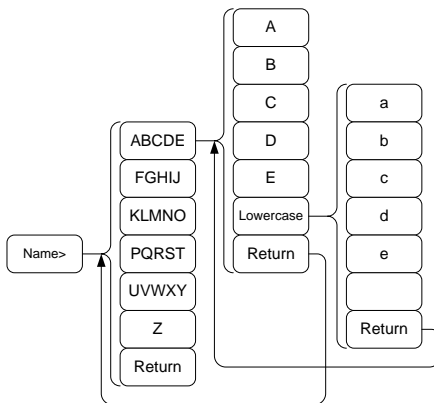 Name>
ABCDE
FGHIJ
KLMNO
PQRST
UVWXY
Z
Return
A
B
C
D
E
Lowercase
Return
a
b
c
d
e
Return